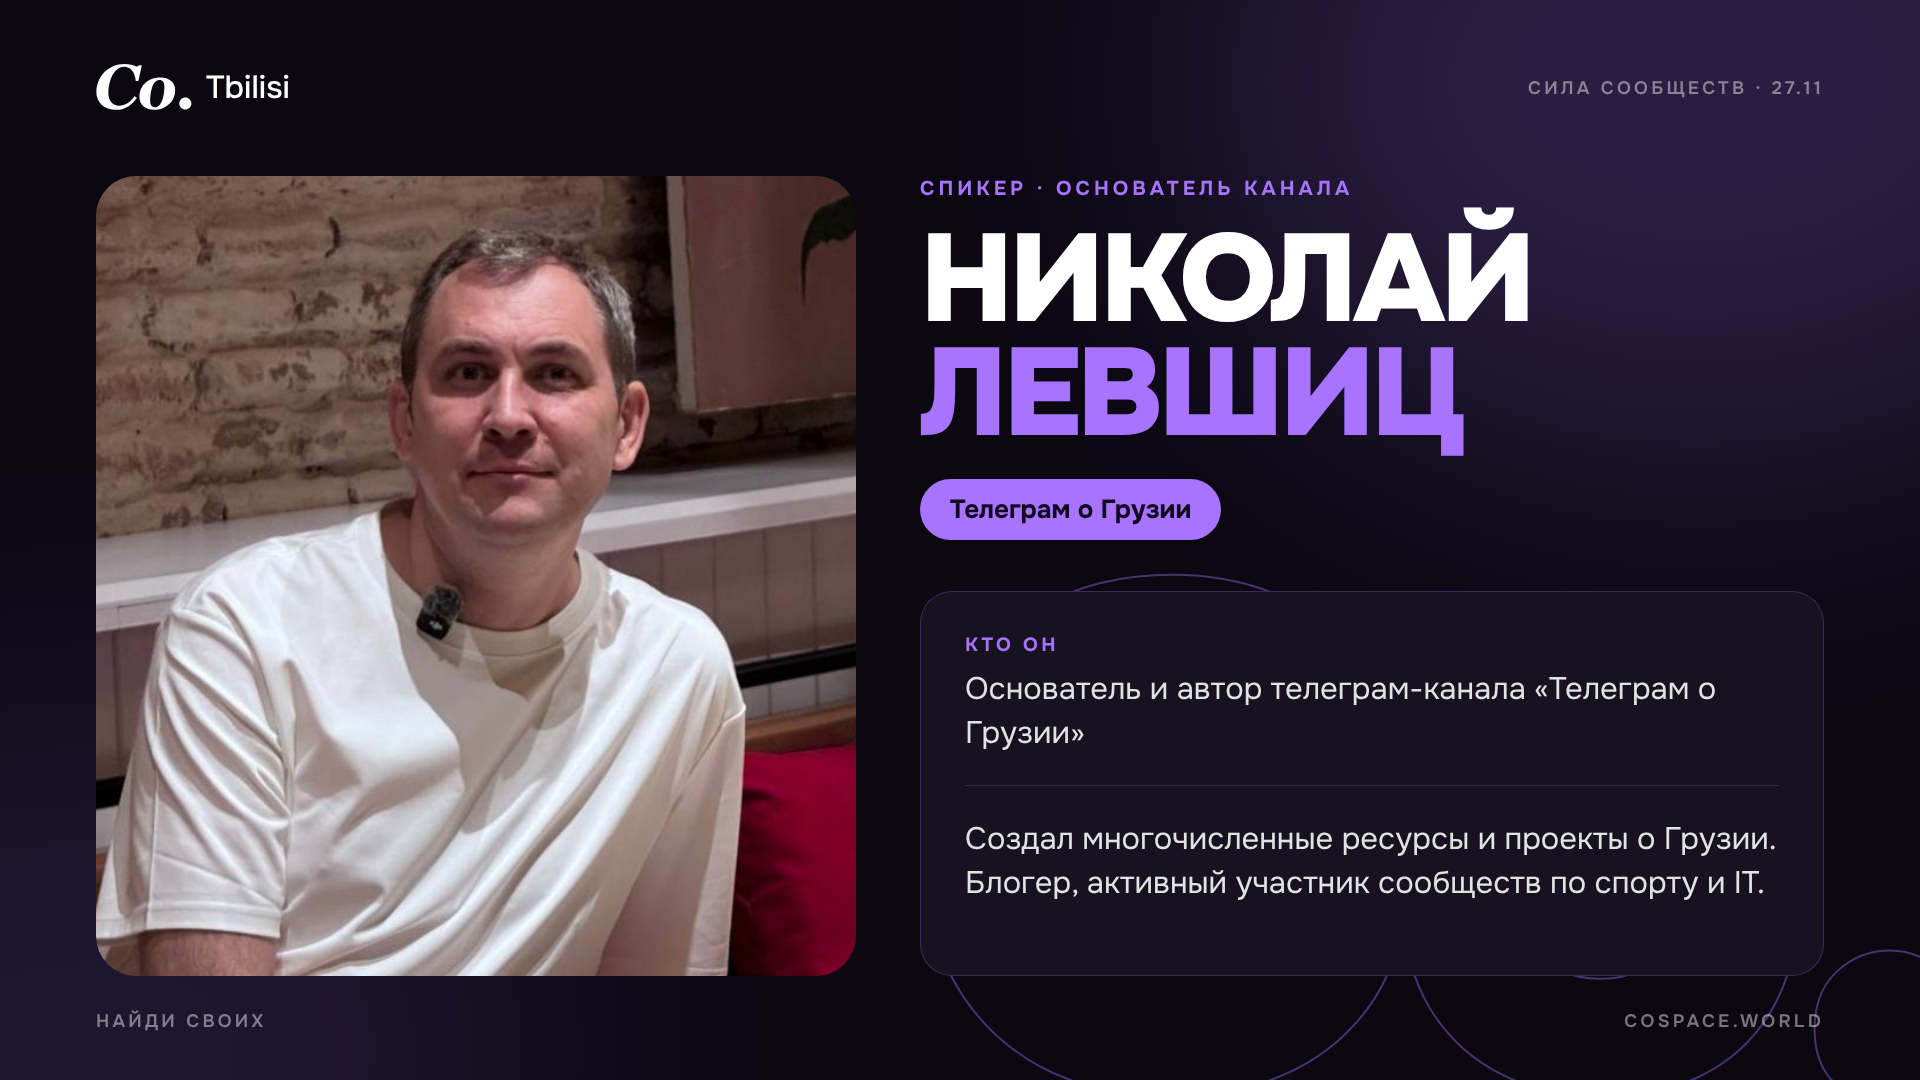 Co. Tbilisi
СИЛА СООБЩЕСТВ · 27.11
СПИКЕР · ОСНОВАТЕЛЬ КАНАЛА
НИКОЛАЙ
ЛЕВШИЦ
Телеграм о Грузии
КТО ОН
Основатель и автор телеграм-канала «Телеграм о
Грузии»
Создал многочисленные ресурсы и проекты о Грузии.
Блогер, активный участник сообществ по спорту и IT.
НАЙДИ СВОИХ
COSPACE.WORLD